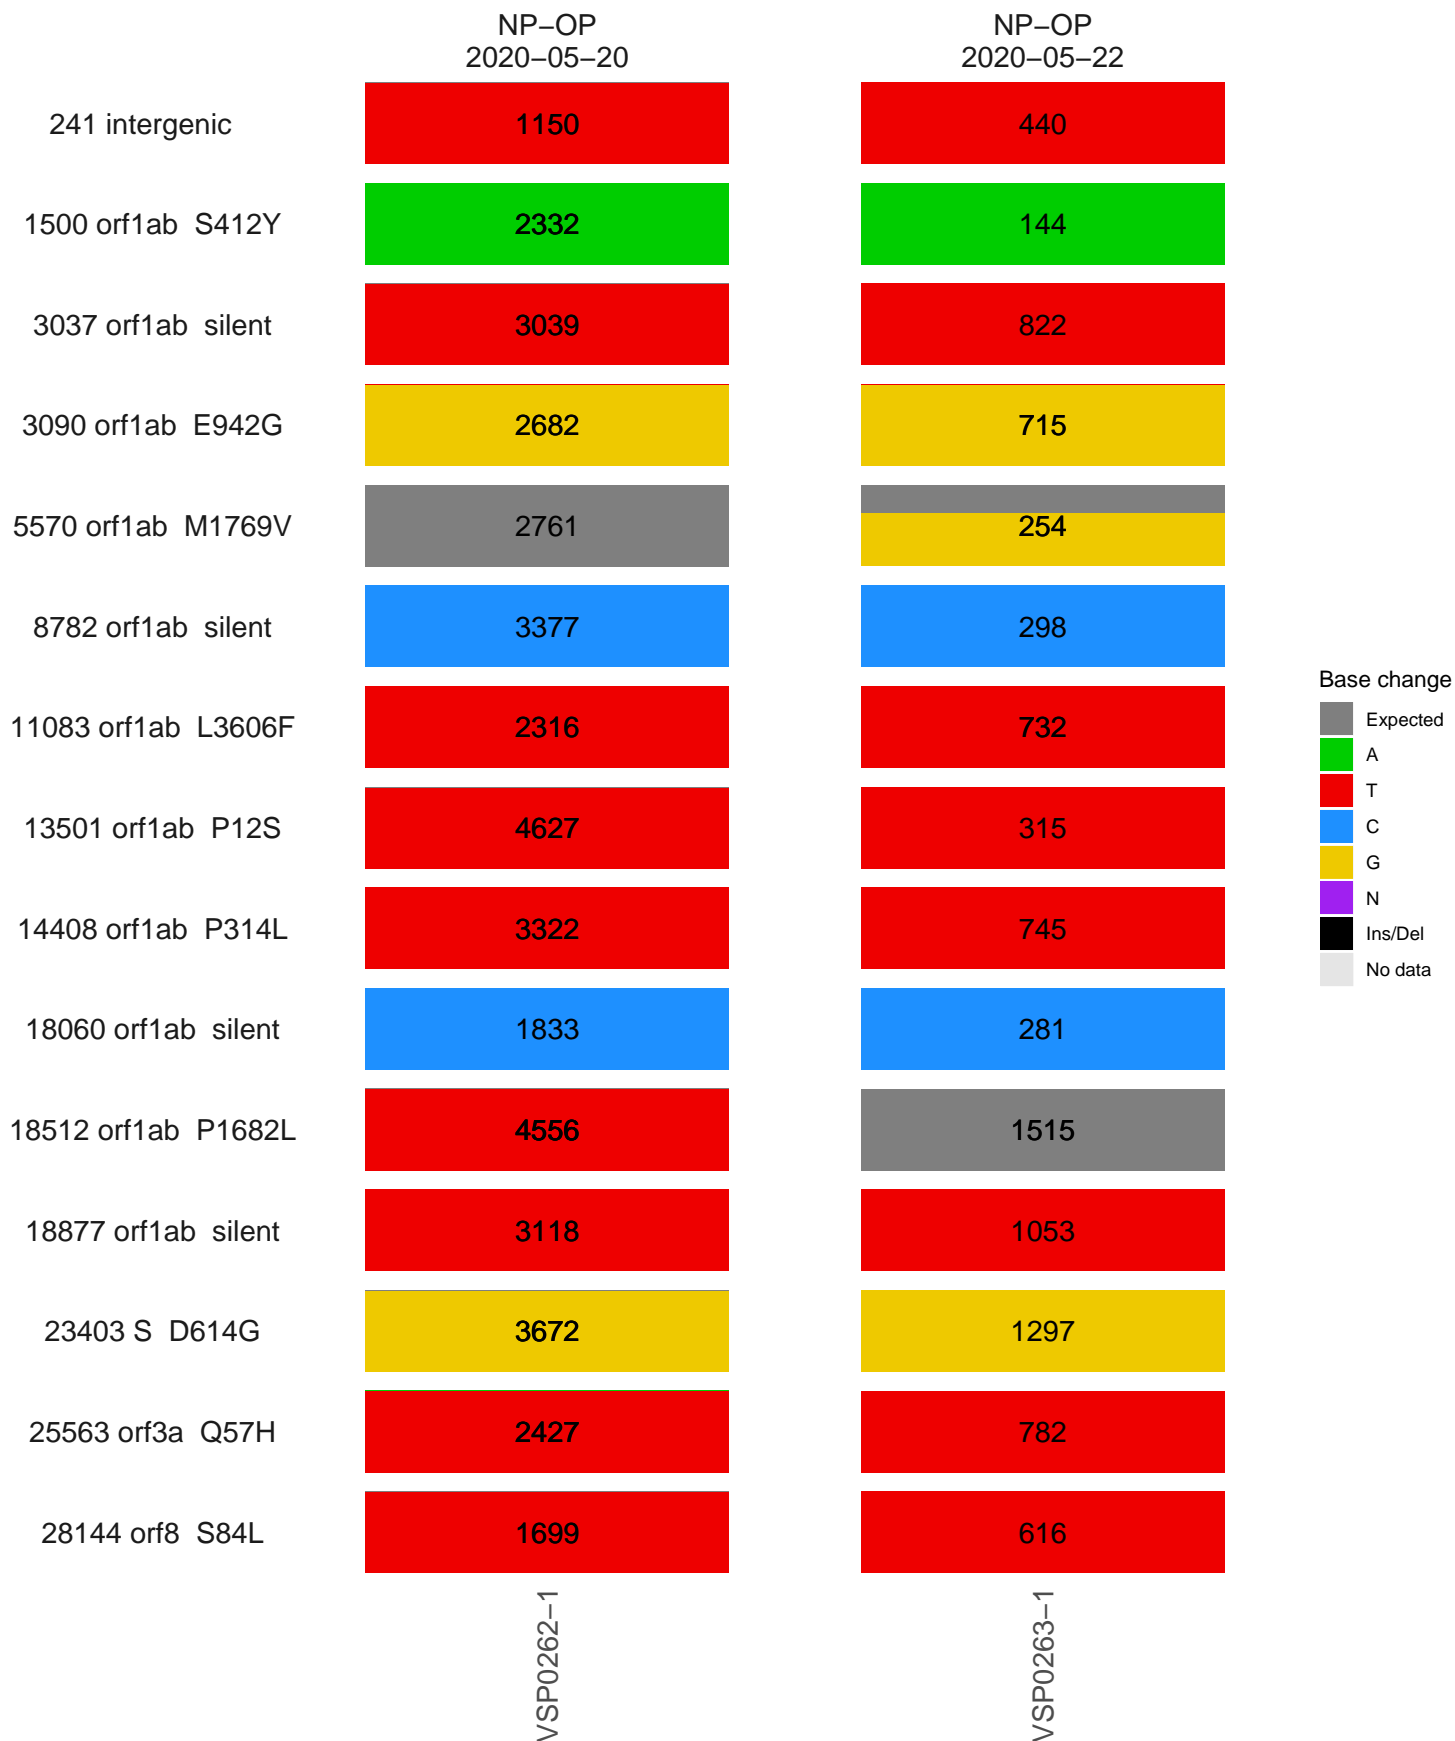 NP−OP
2020−05−20
NP−OP
2020−05−22
241 intergenic 1150 440
1500 orf1ab S412Y 2332 144
3037 orf1ab silent 3039 822
3090 orf1ab E942G 2682 715
5570 orf1ab M1769V 2761 254
8782 orf1ab silent 3377 298
11083 orf1ab L3606F 2316 732
13501 orf1ab P12S 4627 315
14408 orf1ab P314L 3322 745
18060 orf1ab silent 1833 281
18512 orf1ab P1682L 4556 1515
18877 orf1ab silent 3118 1053
23403 S D614G 3672 1297
25563 orf3a Q57H 2427 782
28144 orf8 S84L 1699 616
VSP0262−1
VSP0263−1
Base change
Expected
A
T
C
G
N
Ins/Del
No data